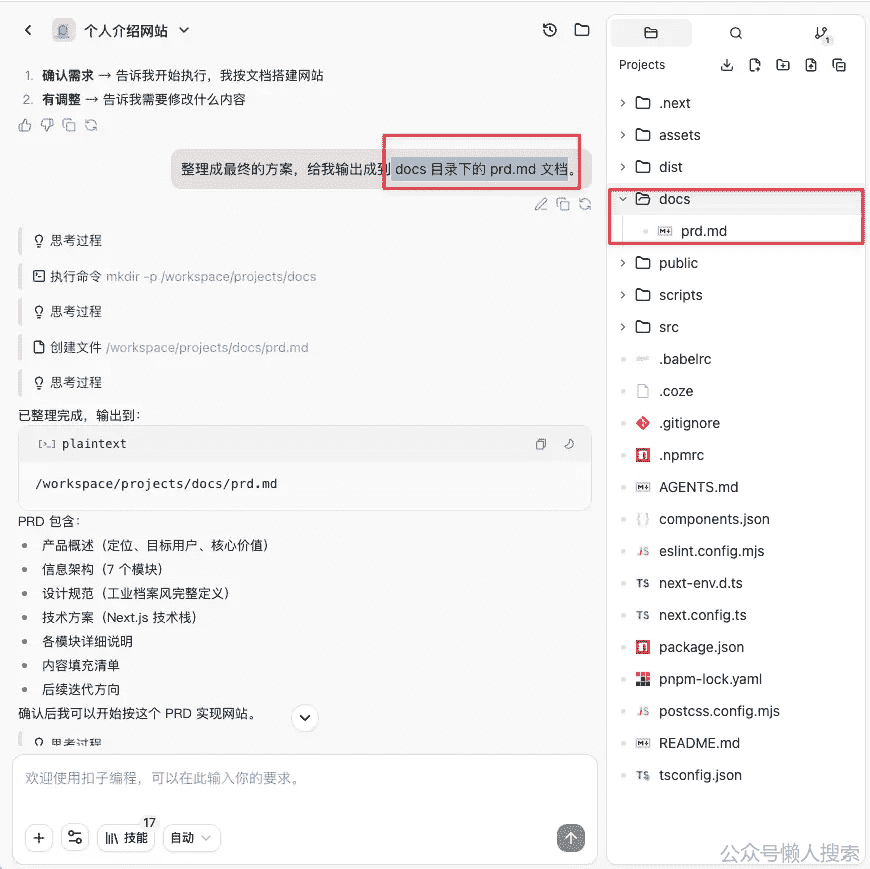 个人介绍网站
1. 确认需求 → 告诉我开始执行，我按文档搭建网站
2. 有调整 → 告诉我需要修改什么内容
整理成最终的方案，给我输出成到 docs 目录下的 prd.md 文档。
思考过程
执行命令 mkdir -p /workspace/projects/docs
思考过程
创建文件 /workspace/projects/docs/prd.md
思考过程
已整理完成，输出到：
plaintext
/workspace/projects/docs/prd.md
PRD 包含：
产品概述（定位、目标用户、核心价值）
信息架构（7 个模块）
设计规范（工业档案风完整定义）
技术方案（Next.js 技术栈）
各模块详细说明
内容填充清单
后续迭代方向
确认后我可以开始按这个 PRD 实现网站。
思考过程
欢迎使用扣子编程，可以在此输入你的要求。
技能 17
自动
1
Projects
.next
assets
dist
docs
prd.md
public
scripts
src
.babelrc
.coze
.gitignore
.npmrc
AGENTS.md
components.json
JS eslint.config.mjs
TS next-env.d.ts
TS next.config.ts
package.json
pnpm-lock.yaml
JS postcss.config.mjs
README.md
TS tsconfig.json
公众号懒人搜索